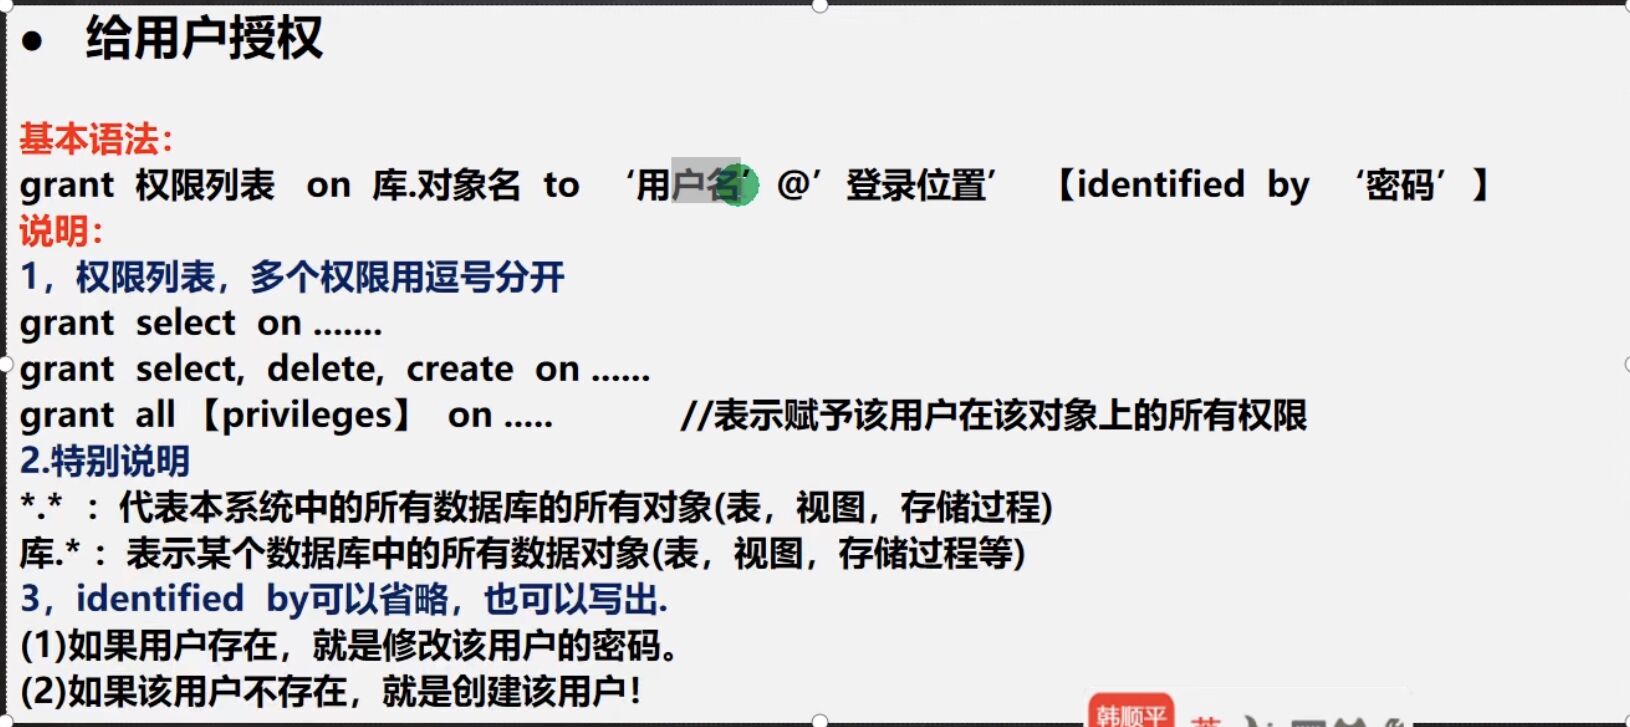 ● 给用户授权
基本语法：
grant 权限列表 on 库.对象名 to ‘用户名’ @’登录位置’ 【identified by ‘密码’ 】
说明：
1，权限列表，多个权限用逗号分开
grant select on .......
grant select, delete, create on ......
grant all 【privileges】 on ..... //表示赋予该用户在该对象上的所有权限
2.特别说明
*.* ： 代表本系统中的所有数据库的所有对象(表，视图，存储过程)
库.* ：表示某个数据库中的所有数据对象(表，视图，存储过程等)
3，identified by可以省略，也可以写出.
(1)如果用户存在，就是修改该用户的密码。
(2)如果该用户不存在，就是创建该用户！
韩顺平